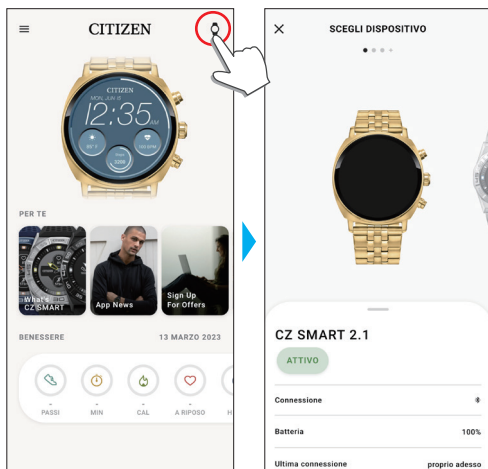 CITIZEN
CITIZEN
MON, JUN 15
12:35
PER TE
What's
CZ SMART
App News
Sign Up
For Offers
BENESSERE
13 MARZO 2023
PASSI
MIN
CAL
A RIPOSO
H
SCEGLI DISPOSITIVO
CZ SMART 2.1
ATTIVO
Connessione
Batteria
100%
Ultima connessione
proprio adesso